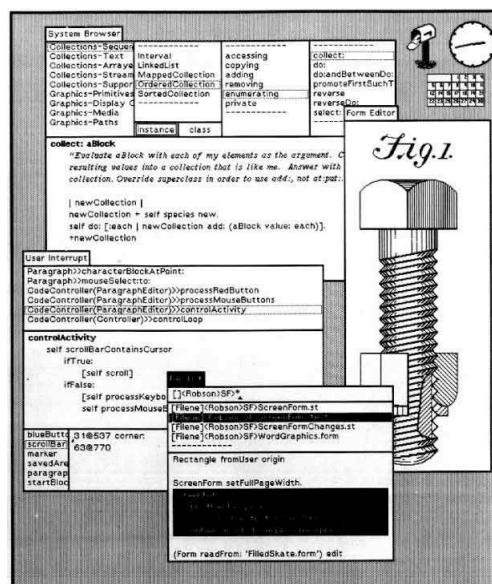 System Browser
Collections-Text
Collections-Arraye
Collections-Stream
Collections-Support
Graphics-Primitives
Graphics-Display O
Graphics-Media
Graphics-Paths
Interval
LinkedList
MappedCollection
OrderedCollection
SortedCollection
instance class
accessing
copying
adding
removing
enumerating
private
collect:
do:
do:andBetweenDo:
promoteFirstSuchT
reverse
reverseDo:
select:
Form Editor
Fig. 1.
collect: aBlock
"Evaluate aBlock with each of my elements as the argument. C
resulting values into a collection that is like me. Answer with
collection. Override superclass in order to use add:, not at:put:.
| newCollection |
newCollection ← self species new.
self do: [:each | newCollection add: (aBlock value: each)].
↑newCollection
User Interrupt
Paragraph>>characterBlockAtPoint:
Paragraph>>mouseSelect:to:
CodeController(ParagraphEditor)>>processRedButton
CodeController(ParagraphEditor)>>processMouseButtons
CodeController(ParagraphEditor)>>controlActivity
CodeController(Controller)>>controlLoop
controlActivity
self scrollBarContainsCursor
ifTrue:
[self scroll]
ifFalse:
[self processKeybo
self processMouseB
blueButto
scrollBar
marker
savedAre
paragrap
startBloc
31@537 corner:
63@770
[]<Robson>SF>*
[Filene]<Robson>SF>ScreenForm.st
[Filene]<Robson>SF>ScreenFormChanges.st
[Filene]<Robson>SF>WordGraphics.form
Rectangle fromUser origin
ScreenForm setFullPageWidth.
(Form readFrom: 'FilledSkate.form') edit